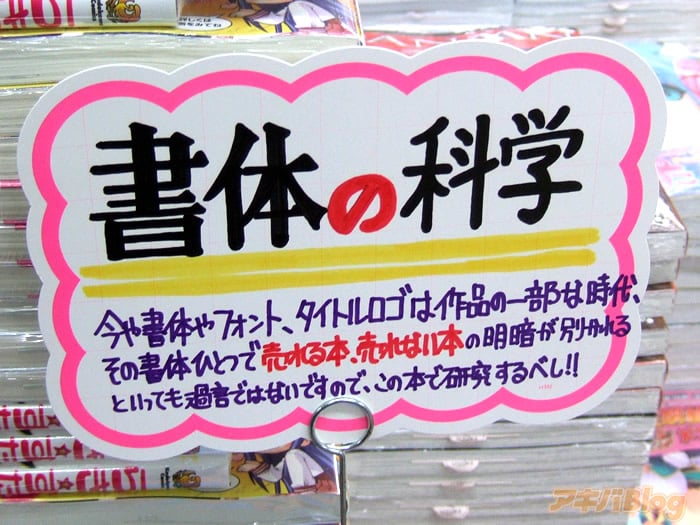 書体の科学
今や書体やフォント、タイトルロゴは作品の一部な時代、
その書体ひとつで売れる本、売れない本の明暗が別かれる
といっても過言ではないですので、この本で研究するべし!!
アキバBlog